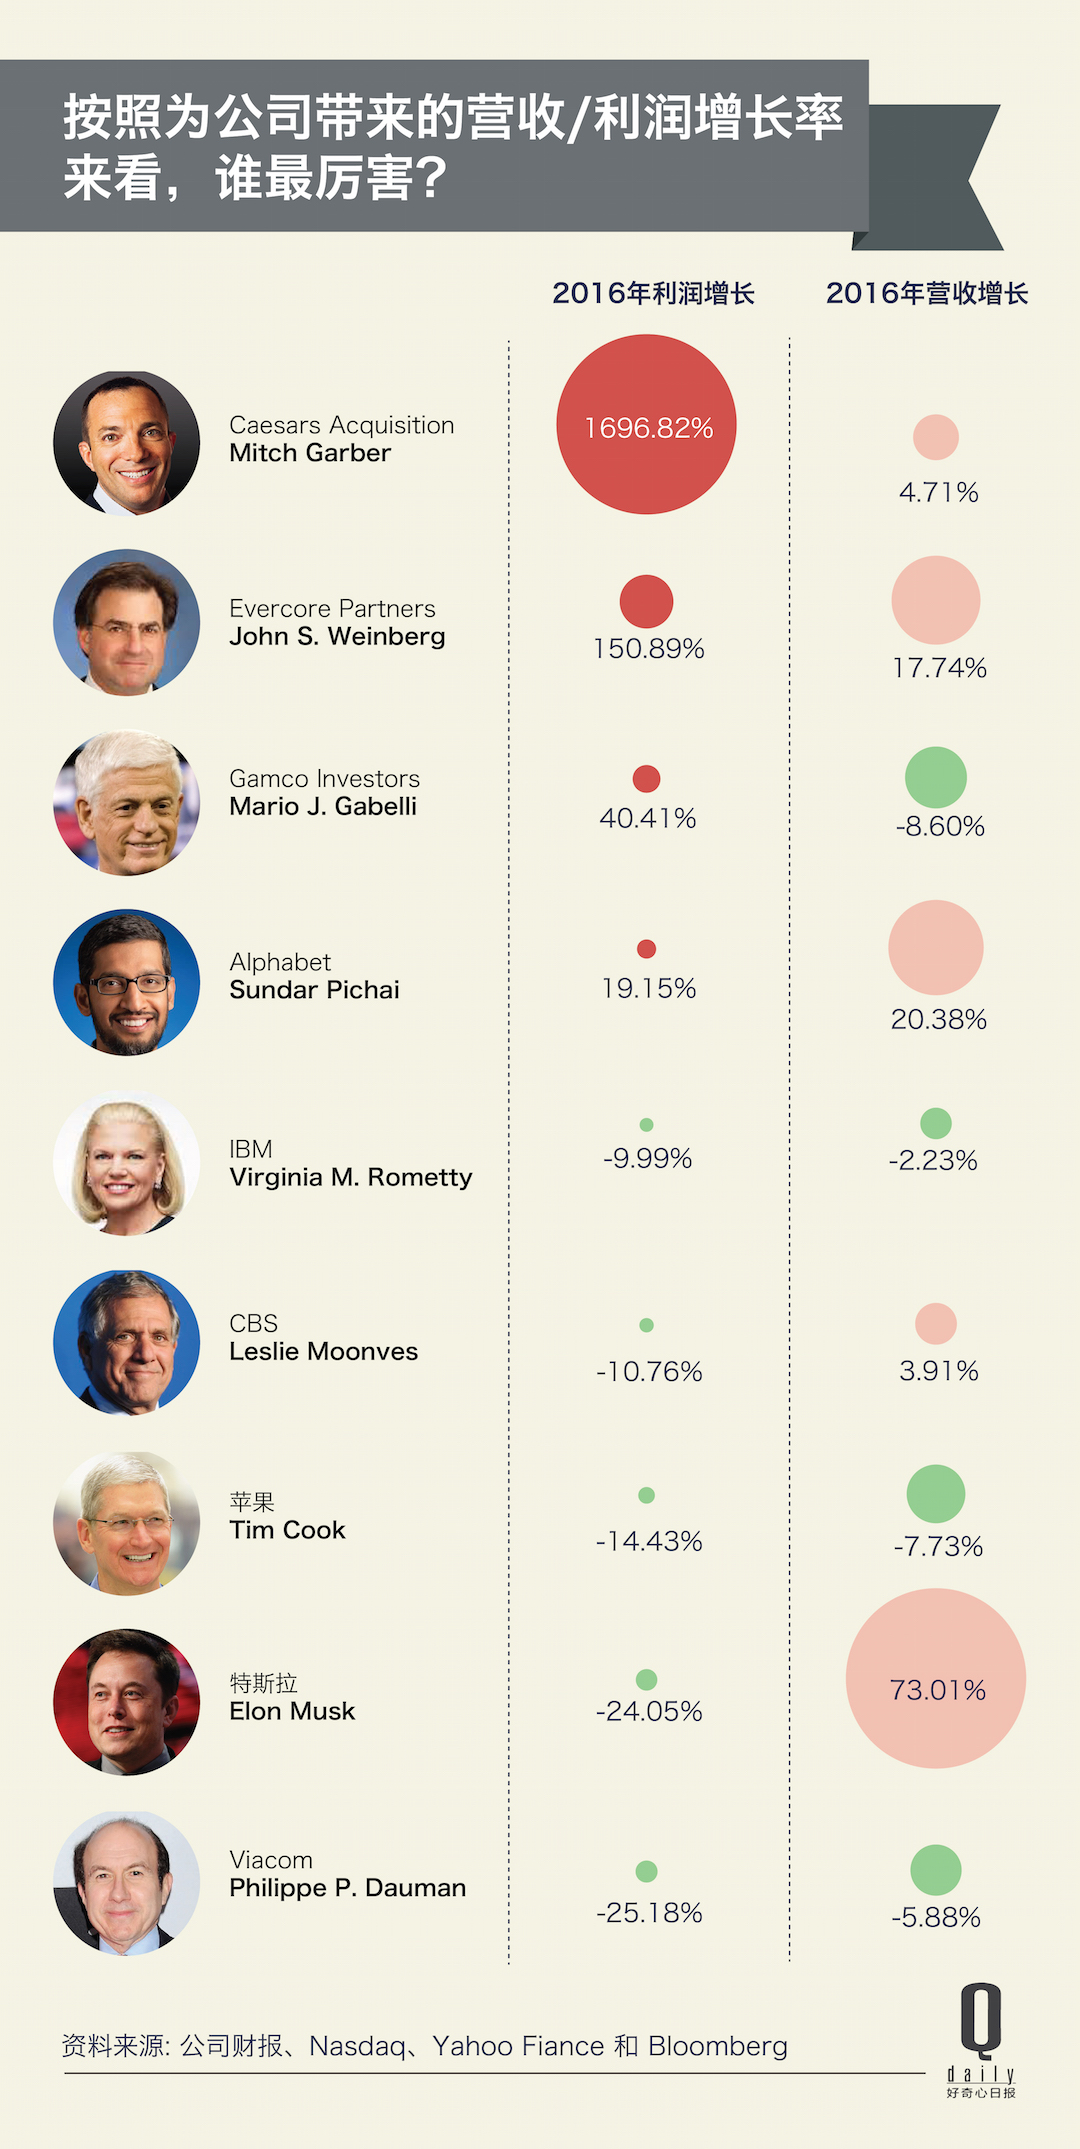 按照为公司带来的营收/利润增长率
来看，谁最厉害？
2016年利润增长
2016年营收增长
Caesars Acquisition
Mitch Garber
1696.82%
4.71%
Evercore Partners
John S. Weinberg
150.89%
17.74%
Gamco Investors
Mario J. Gabelli
40.41%
-8.60%
Alphabet
Sundar Pichai
19.15%
20.38%
IBM
Virginia M. Rometty
-9.99%
-2.23%
CBS
Leslie Moonves
-10.76%
3.91%
苹果
Tim Cook
-14.43%
-7.73%
特斯拉
Elon Musk
-24.05%
73.01%
Viacom
Philippe P. Dauman
-25.18%
-5.88%
资料来源: 公司财报、Nasdaq、Yahoo Fiance 和 Bloomberg
Q
daily
好奇心日报